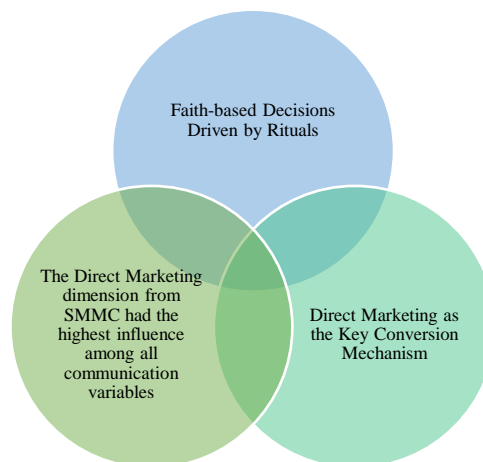 Faith-based Decisions
Driven by Rituals
The Direct Marketing
dimension from
SMMC had the
highest influence
among all
communication
variables
Direct Marketing as
the Key Conversion
Mechanism